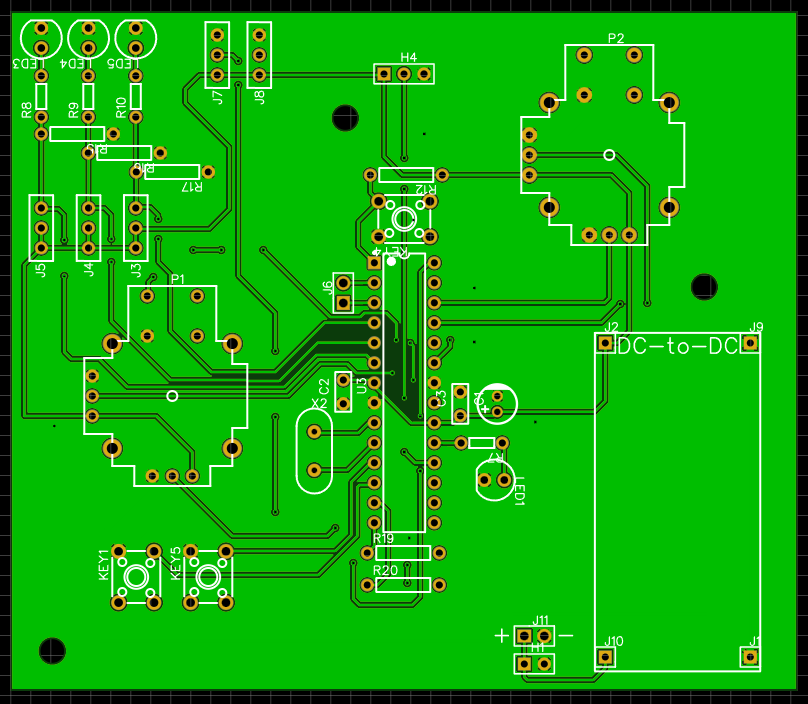 LED3
LED4
LED5
J7
J8
H4
P2
R8
R9
R10
R17
R12
KEY4
J5
J4
J3
P1
J6
J2
J9
DC-to-DC
C2
U3
X2
C3
C1
+
R7
LED1
R19
R20
KEY1
KEY5
J11
+ −
H1
J10
J1